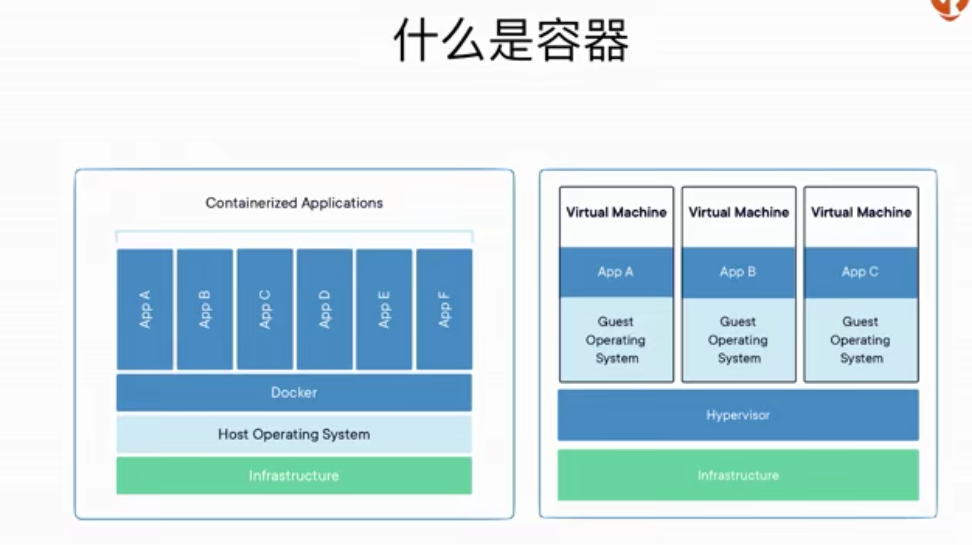 什么是容器
Containerized Applications
App A
App B
App C
App D
App E
App F
Docker
Host Operating System
Infrastructure
Virtual Machine
App A
Guest
Operating
System
Virtual Machine
App B
Guest
Operating
System
Virtual Machine
App C
Guest
Operating
System
Hypervisor
Infrastructure